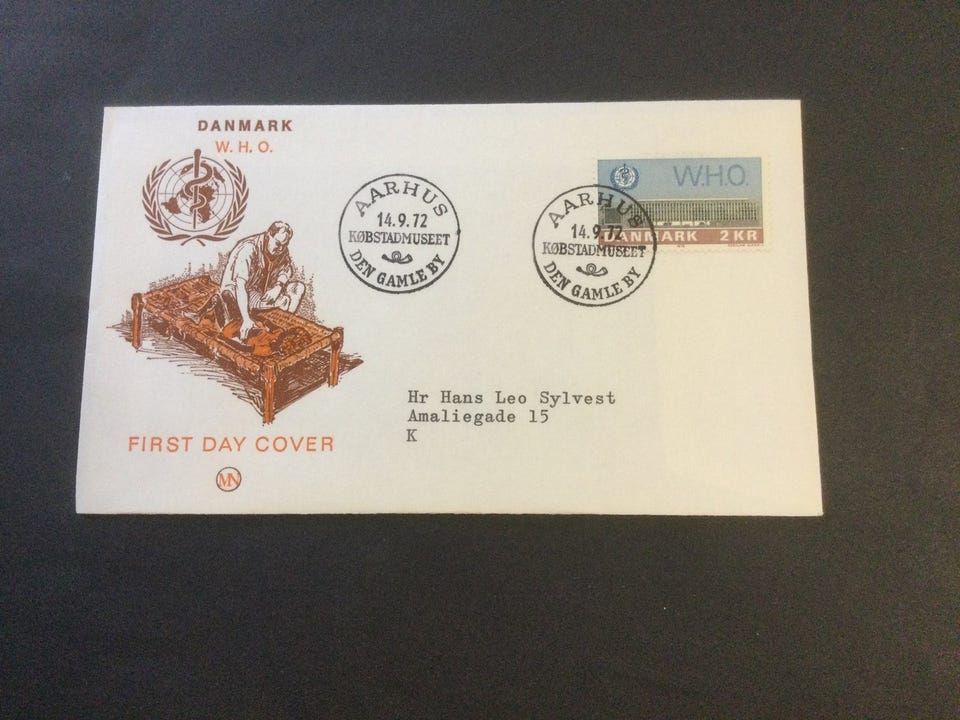 DANMARK
W. H. O.
AARHUS
14.9.72
KØBSTADMUSEET
DEN GAMLE BY
AARHUS
14.9.72
KØBSTADMUSEET
DEN GAMLE BY
W.H.O.
DANMARK 2 KR
Hr Hans Leo Sylvest
Amaliegade 15
K
FIRST DAY COVER
MN